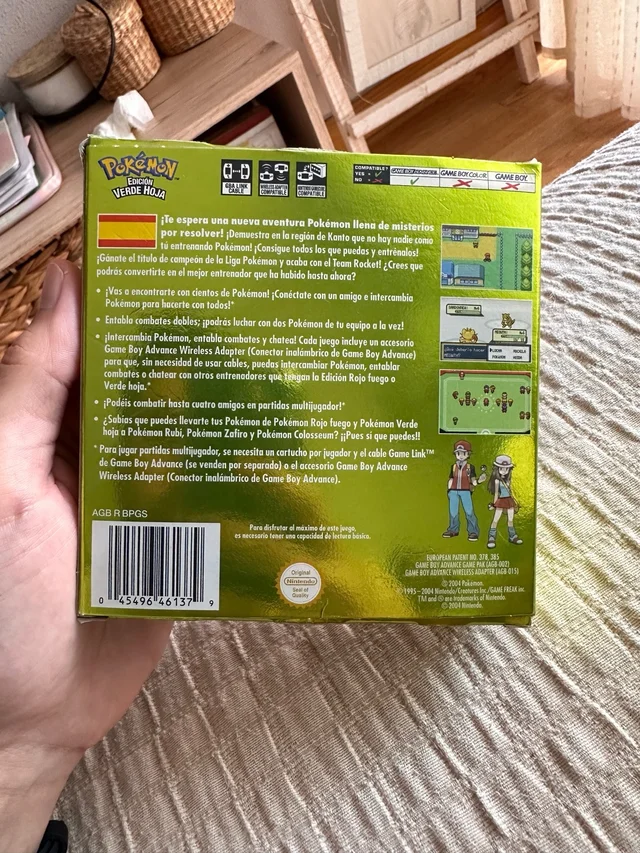 POKéMON
EDICIÓN
VERDE HOJA
GBA LINK
CABLE
WIRELESS ADAPTER
COMPATIBLE
NINTENDO GAMECUBE
COMPATIBLE
COMPATIBLE?
YES = ✓
NO = ✗
GAME BOY ADVANCE
GAME BOY COLOR
GAME BOY
¡Te espera una nueva aventura Pokémon llena de misterios
por resolver! ¡Demuestra en la región de Kanto que no hay nadie como
tú entrenando Pokémon! ¡Consigue todos los que puedas y entrénalos!
¡Gánate el título de campeón de la Liga Pokémon y acaba con el Team Rocket! ¿Crees que
podrás convertirte en el mejor entrenador que ha habido hasta ahora?
• ¡Vas a encontrarte con cientos de Pokémon! ¡Conéctate con un amigo e intercambia
Pokémon para hacerte con todos!*
• Entabla combates dobles; ¡podrás luchar con dos Pokémon de tu equipo a la vez!
• ¡Intercambia Pokémon, entabla combates y chatea! Cada juego incluye un accesorio
Game Boy Advance Wireless Adapter (Conector inalámbrico de Game Boy Advance)
para que, sin necesidad de usar cables, puedas intercambiar Pokémon, entablar
combates o chatear con otros entrenadores que tengan la Edición Rojo fuego o
Verde hoja.*
• ¡Podéis combatir hasta cuatro amigos en partidas multijugador!*
• ¿Sabías que puedes llevarte tus Pokémon de Pokémon Rojo fuego y Pokémon Verde
hoja a Pokémon Rubí, Pokémon Zafiro y Pokémon Colosseum? ¡¡Pues sí que puedes!!
* Para jugar partidas multijugador, se necesita un cartucho por jugador y el cable Game Link™
de Game Boy Advance (se venden por separado) o el accesorio Game Boy Advance
Wireless Adapter (Conector inalámbrico de Game Boy Advance).
AGB R BPGS
Para disfrutar al máximo de este juego,
es necesario tener una capacidad de lectura básica.
0 45496 46137 9
Original
Nintendo
Seal of
Quality
EUROPEAN PATENT NO. 378, 385
GAME BOY ADVANCE GAME PAK (AGB-002)
GAME BOY ADVANCE WIRELESS ADAPTER (AGB-015)
© 2004 Pokémon.
©1995–2004 Nintendo/Creatures Inc./GAME FREAK inc.
TM and ® are trademarks of Nintendo.
© 2004 Nintendo.